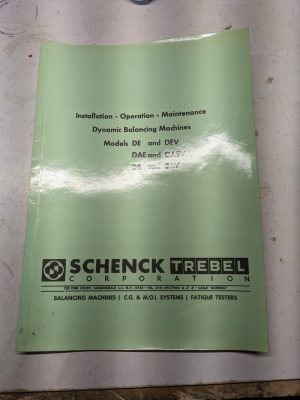 Installation - Operation - Maintenance
Dynamic Balancing Machines
Models DE and DEV
DAE and DAEV
SCHENCK TREBEL
CORPORATION
BALANCING MACHINES / C.G. & M.O.I. SYSTEMS / FATIGUE TESTERS